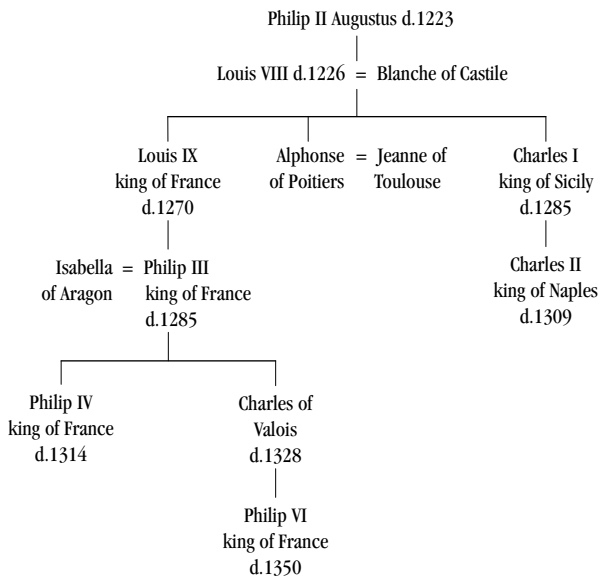 Philip II Augustus d.1223
Louis VIII d.1226 = Blanche of Castile
Louis IX
king of France
d.1270
Alphonse = Jeanne of
of Poitiers Toulouse
Charles I
king of Sicily
d.1285
Isabella = Philip III
of Aragon king of France
d.1285
Charles II
king of Naples
d.1309
Philip IV
king of France
d.1314
Charles of
Valois
d.1328
Philip VI
king of France
d.1350